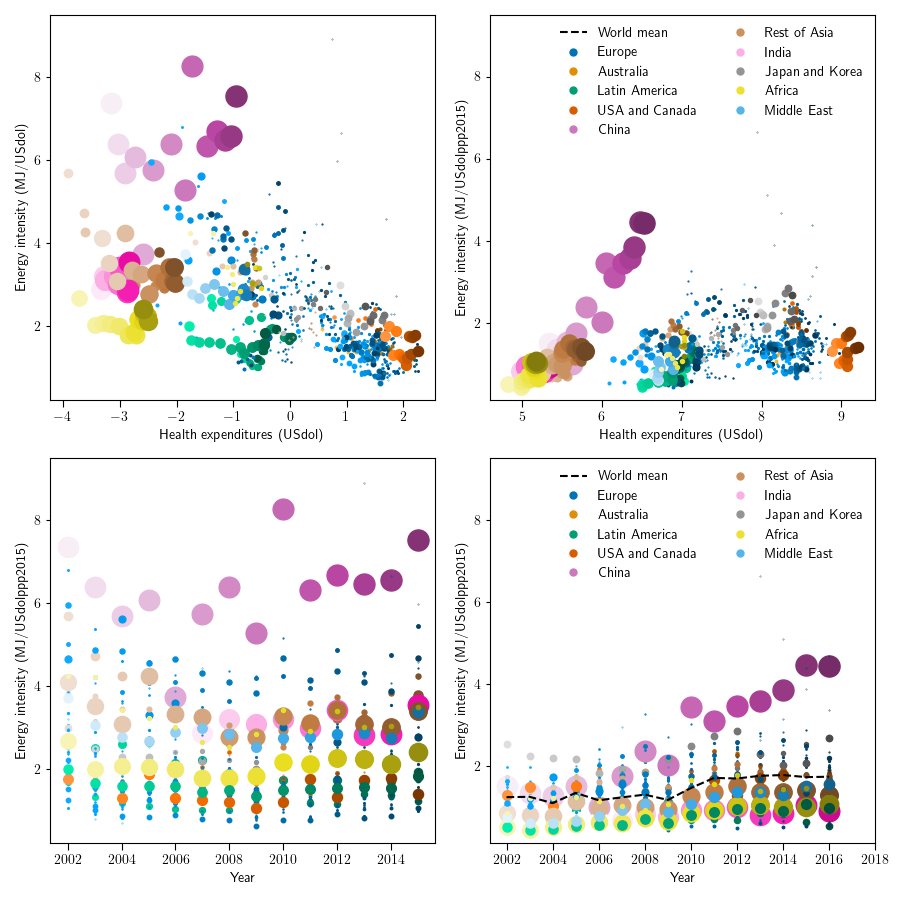 8
6
4
2
Energy intensity (MJ/USdol)
−4 −3 −2 −1 0 1 2
Health expenditures (USdol)
World mean
Europe
Australia
Latin America
USA and Canada
China
Rest of Asia
India
Japan and Korea
Africa
Middle East
8
6
4
2
Energy intensity (MJ/USdolppp2015)
5 6 7 8 9
Health expenditures (USdol)
8
6
4
2
Energy intensity (MJ/USdolppp2015)
2002 2004 2006 2008 2010 2012 2014
Year
World mean
Europe
Australia
Latin America
USA and Canada
China
Rest of Asia
India
Japan and Korea
Africa
Middle East
8
6
4
2
Energy intensity (MJ/USdolppp2015)
2002 2004 2006 2008 2010 2012 2014 2016 2018
Year